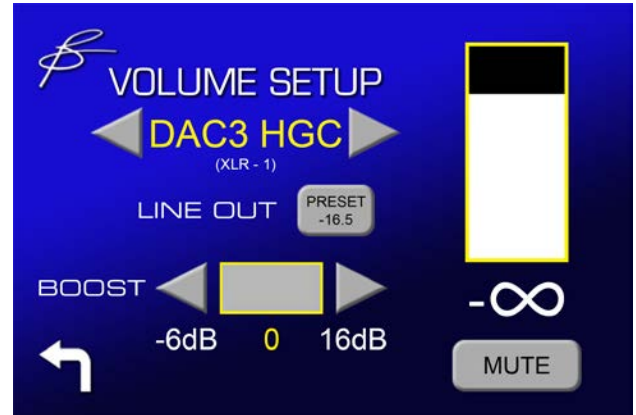 VOLUME SETUP
DAC3 HGC
(XLR - 1)
LINE OUT
PRESET
-16.5
BOOST
-6dB 0 16dB
-∞
MUTE